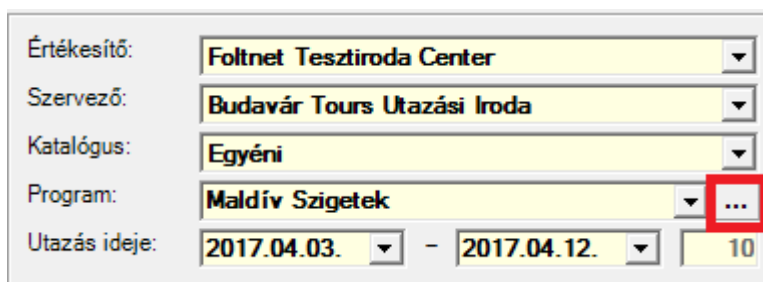 Értékesítő: Foltnet Tesztiroda Center
Szervező: Budavár Tours Utazási Iroda
Katalógus: Egyéni
Program: Maldív Szigetek ...
Utazás ideje: 2017.04.03. - 2017.04.12. 10